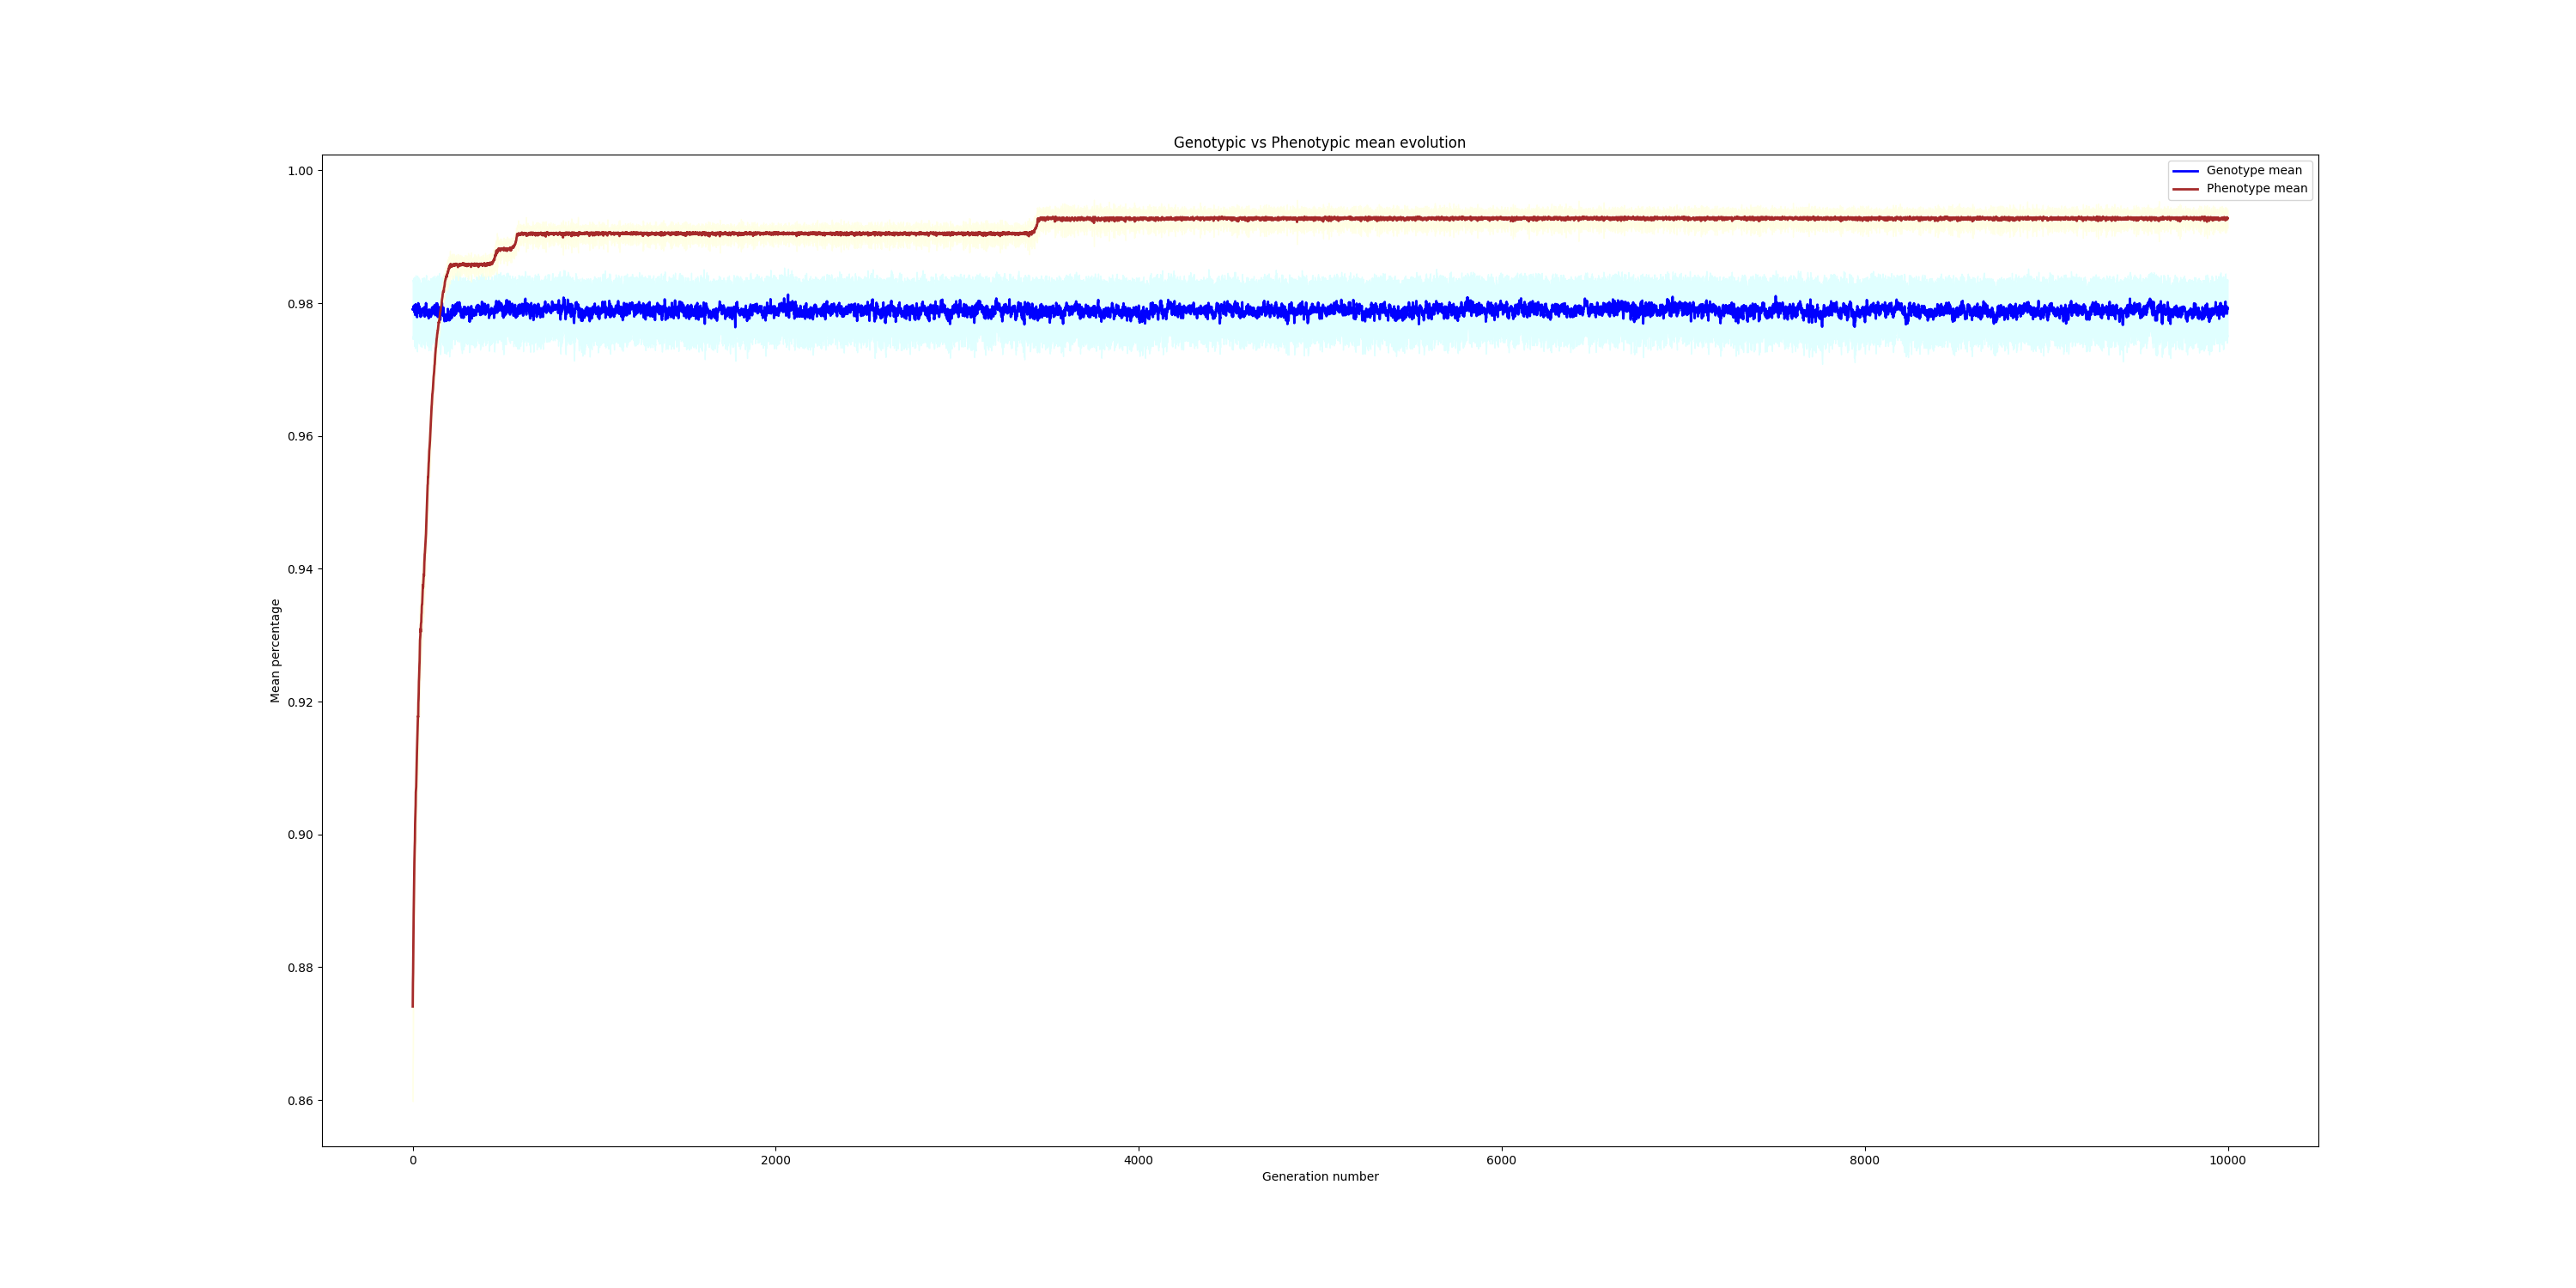 Genotypic vs Phenotypic mean evolution
Genotype mean
Phenotype mean
1.00
0.98
0.96
0.94
0.92
0.90
0.88
0.86
Mean percentage
0
2000
4000
6000
8000
10000
Generation number